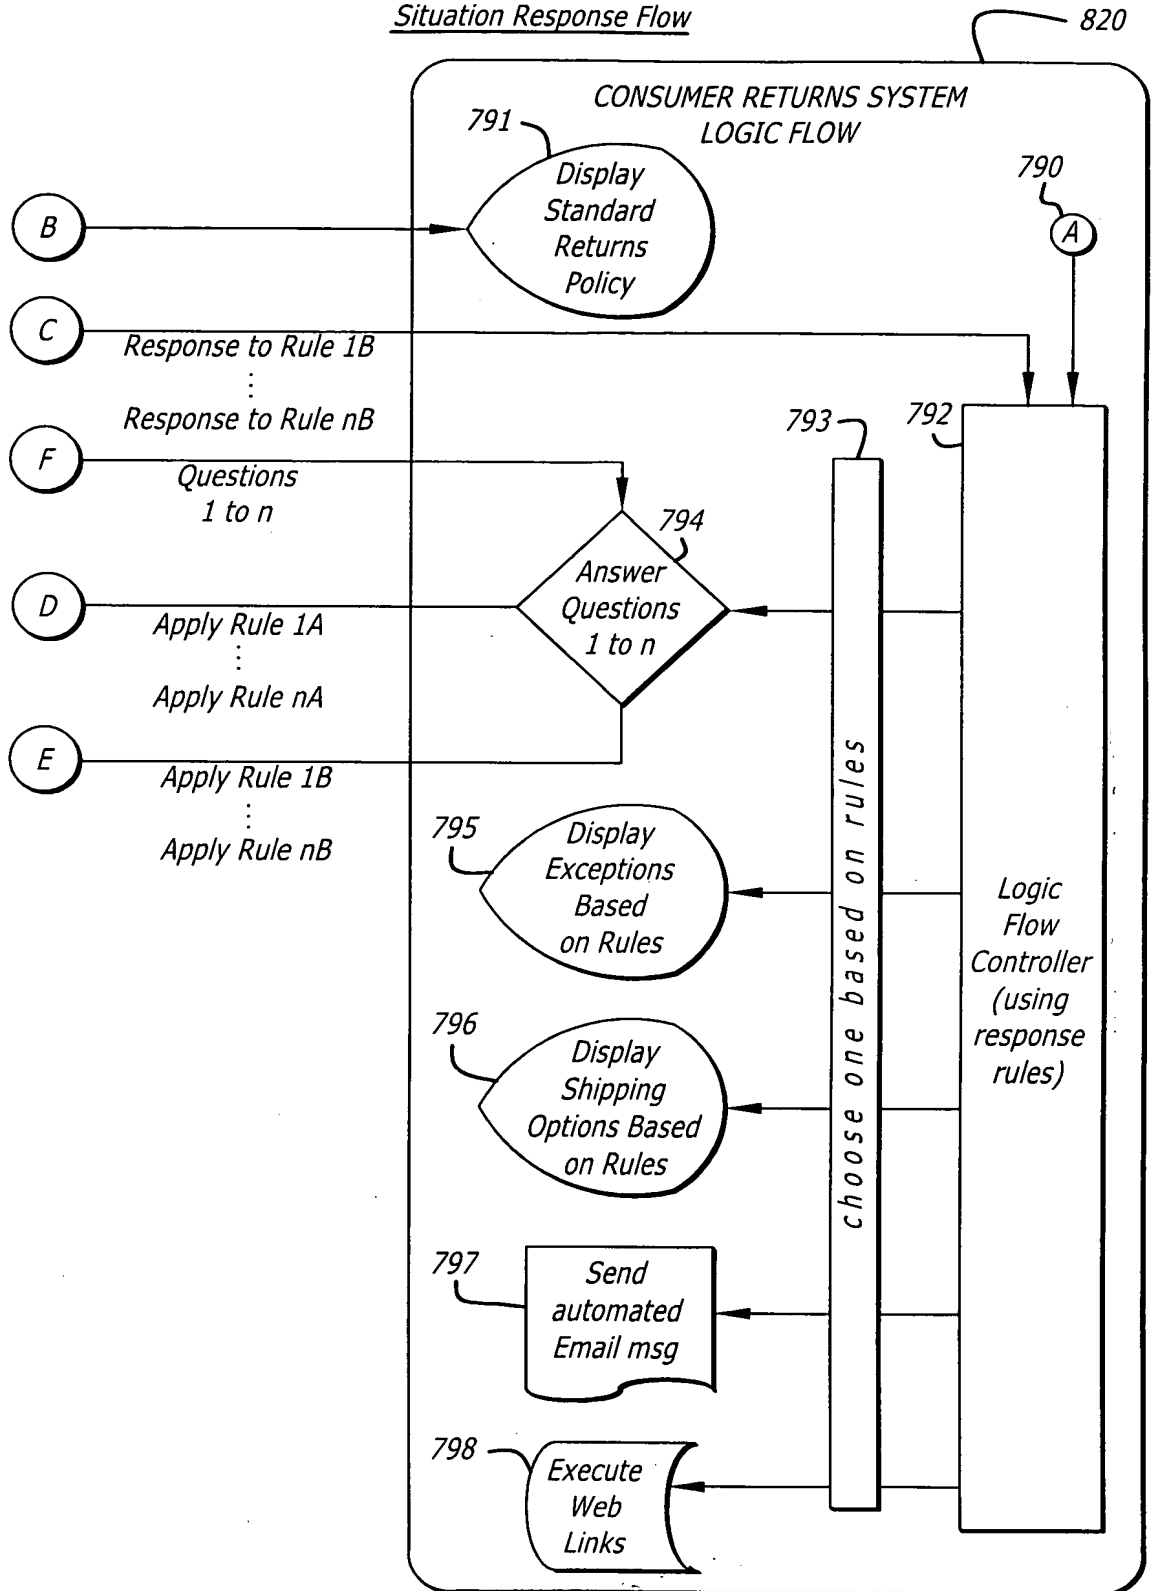 Situation Response Flow
820
CONSUMER RETURNS SYSTEM
LOGIC FLOW
791
Display
Standard
Returns
Policy
790
A
B
C
Response to Rule 1B
Response to Rule nB
F
Questions
1 to n
793
792
794
Answer
Questions
1 to n
D
Apply Rule 1A
Apply Rule nA
E
Apply Rule 1B
Apply Rule nB
choose one based on rules
Logic
Flow
Controller
(using
response
rules)
795
Display
Exceptions
Based
on Rules
796
Display
Shipping
Options Based
on Rules
797
Send
automated
Email msg
798
Execute
Web
Links